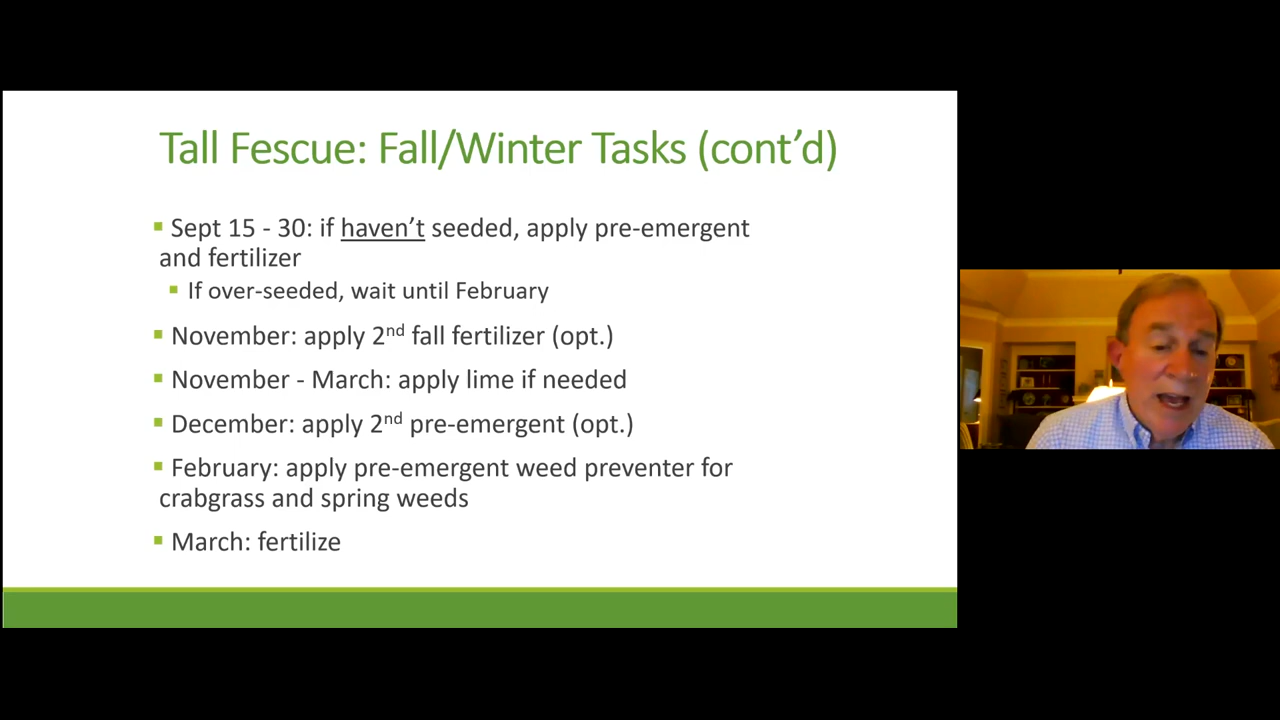 Tall Fescue: Fall/Winter Tasks (cont’d)
▪ Sept 15 - 30: if haven’t seeded, apply pre-emergent
and fertilizer
▪ If over-seeded, wait until February
▪ November: apply 2nd fall fertilizer (opt.)
▪ November - March: apply lime if needed
▪ December: apply 2nd pre-emergent (opt.)
▪ February: apply pre-emergent weed preventer for
crabgrass and spring weeds
▪ March: fertilize